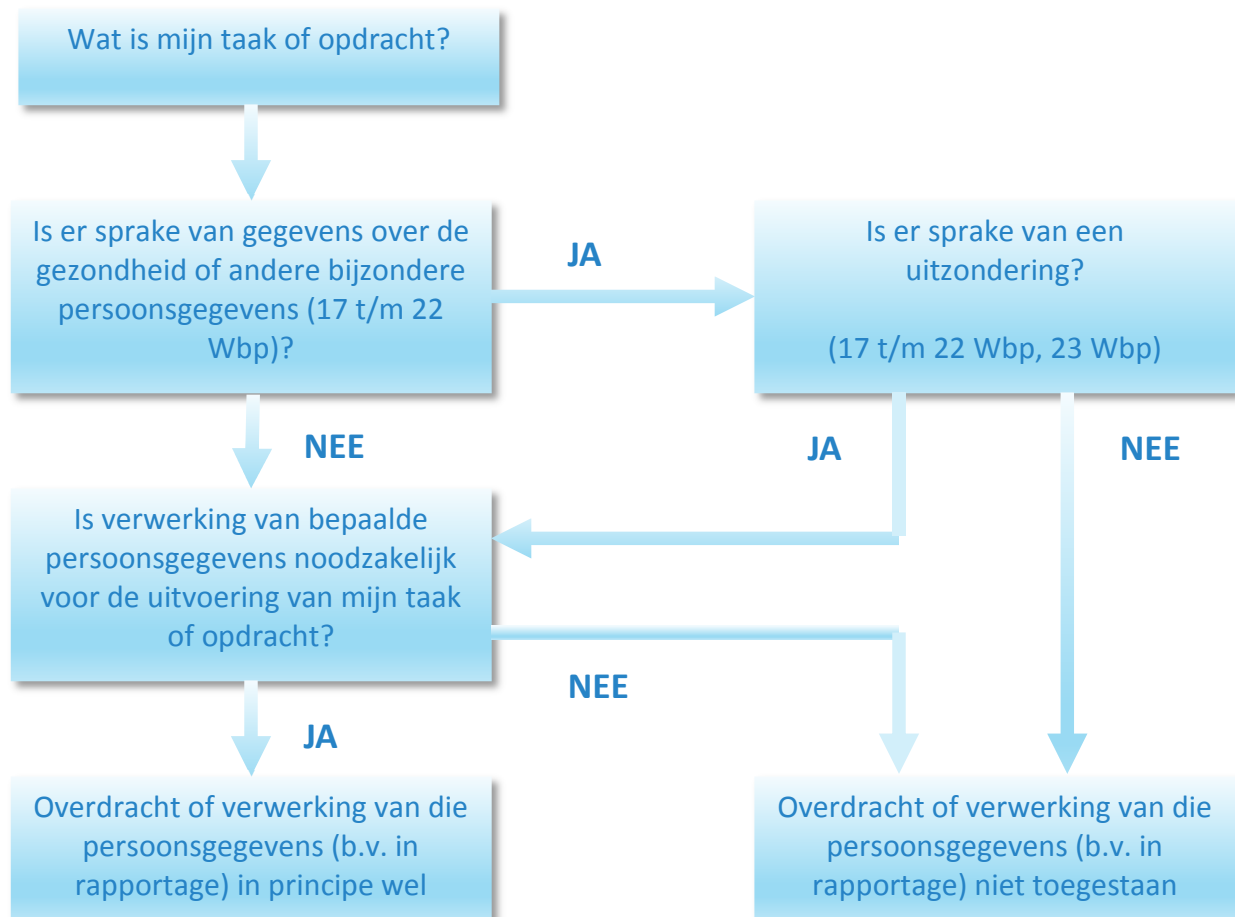 Wat is mijn taak of opdracht?
Is er sprake van gegevens over de
gezondheid of andere bijzondere
persoonsgegevens (17 t/m 22
Wbp)?
JA
Is er sprake van een
uitzondering?
(17 t/m 22 Wbp, 23 Wbp)
NEE
JA
NEE
Is verwerking van bepaalde
persoonsgegevens noodzakelijk
voor de uitvoering van mijn taak
of opdracht?
NEE
JA
Overdracht of verwerking van die
persoonsgegevens (b.v. in
rapportage) in principe wel
Overdracht of verwerking van die
persoonsgegevens (b.v. in
rapportage) niet toegestaan